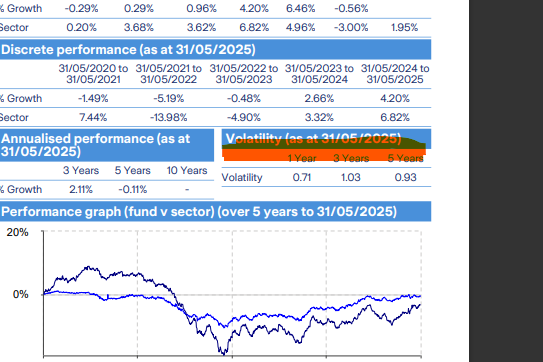 % Growth -0.29% 0.29% 0.96% 4.20% 6.46% -0.56%
Sector 0.20% 3.68% 3.62% 6.82% 4.96% -3.00% 1.95%
Discrete performance (as at 31/05/2025)
31/05/2020 to 31/05/2021 to 31/05/2022 to 31/05/2023 to 31/05/2024 to
31/05/2021 31/05/2022 31/05/2023 31/05/2024 31/05/2025
% Growth -1.49% -5.19% -0.48% 2.66% 4.20%
Sector 7.44% -13.98% -4.90% 3.32% 6.82%
Annualised performance (as at
31/05/2025)
3 Years 5 Years 10 Years
% Growth 2.11% -0.11% -
Volatility (as at 31/05/2025)
1 Year 3 Years 5 Years
Volatility 0.71 1.03 0.93
Performance graph (fund v sector) (over 5 years to 31/05/2025)
20%
0%